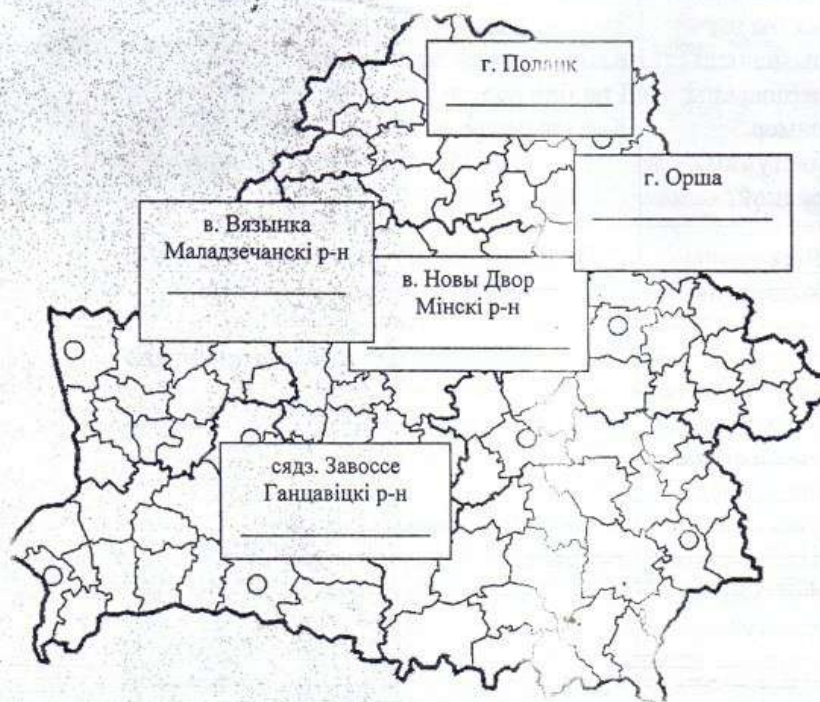 г. Полацк
г. Орша
в. Вязынка
Маладзечанскі р-н
в. Новы Двор
Мінскі р-н
сядз. Завоссе
Ганцавіцкі р-н